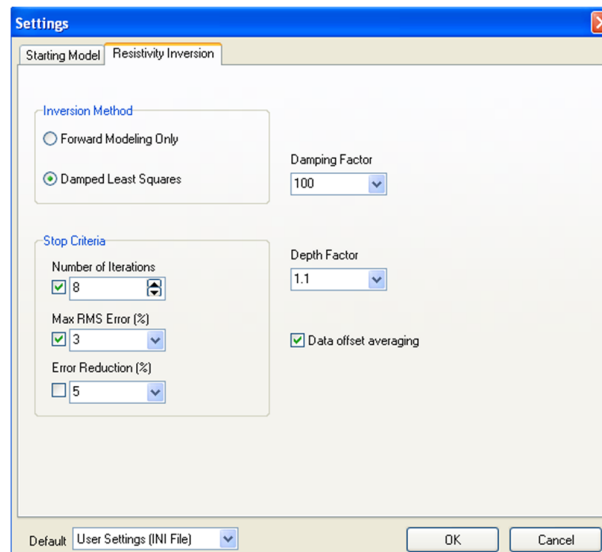 Settings
Starting Model
Resistivity Inversion
Inversion Method
Forward Modeling Only
Damped Least Squares
Damping Factor
100
Stop Criteria
Number of Iterations
8
Max RMS Error (%)
3
Error Reduction (%)
5
Depth Factor
1.1
Data offset averaging
Default
User Settings (INI File)
OK
Cancel